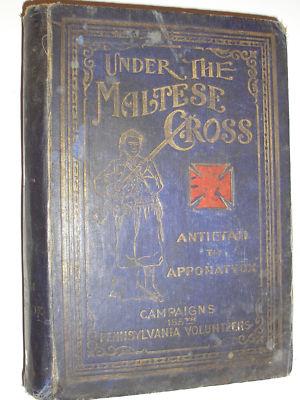 UNDER THE
MALTESE
CROSS
ANTIETAM
TO
APPOMATTOX
CAMPAIGNS
155TH
PENNSYLVANIA VOLUNTEERS